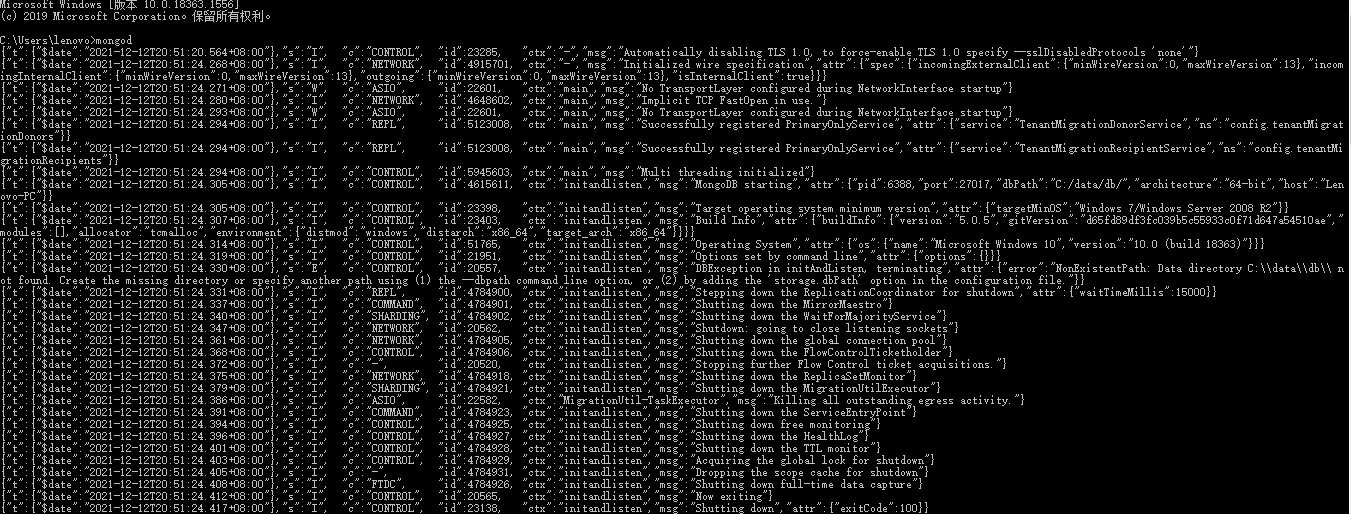 Microsoft Windows [版本 10.0.18363.1556]
(c) 2019 Microsoft Corporation。保留所有权利。
C:\Users\lenovo>mongod
{"t":{"$date":"2021-12-12T20:51:20.564+08:00"},"s":"I", "c":"CONTROL", "id":23285, "ctx":"-","msg":"Automatically disabling TLS 1.0, to force-enable TLS 1.0 specify --sslDisabledProtocols 'none'"}
{"t":{"$date":"2021-12-12T20:51:24.268+08:00"},"s":"I", "c":"NETWORK", "id":4915701, "ctx":"-","msg":"Initialized wire specification","attr":{"spec":{"incomingExternalClient":{"minWireVersion":0,"maxWireVersion":13},"incom
ingInternalClient":{"minWireVersion":0,"maxWireVersion":13},"outgoing":{"minWireVersion":0,"maxWireVersion":13},"isInternalClient":true}}}
{"t":{"$date":"2021-12-12T20:51:24.271+08:00"},"s":"W", "c":"ASIO", "id":22601, "ctx":"main","msg":"No TransportLayer configured during NetworkInterface startup"}
{"t":{"$date":"2021-12-12T20:51:24.280+08:00"},"s":"I", "c":"NETWORK", "id":4648602, "ctx":"main","msg":"Implicit TCP FastOpen in use."}
{"t":{"$date":"2021-12-12T20:51:24.293+08:00"},"s":"W", "c":"ASIO", "id":22601, "ctx":"main","msg":"No TransportLayer configured during NetworkInterface startup"}
{"t":{"$date":"2021-12-12T20:51:24.294+08:00"},"s":"I", "c":"REPL", "id":5123008, "ctx":"main","msg":"Successfully registered PrimaryOnlyService","attr":{"service":"TenantMigrationDonorService","ns":"config.tenantMigrat
ionDonors"}}
{"t":{"$date":"2021-12-12T20:51:24.294+08:00"},"s":"I", "c":"REPL", "id":5123008, "ctx":"main","msg":"Successfully registered PrimaryOnlyService","attr":{"service":"TenantMigrationRecipientService","ns":"config.tenantMi
grationRecipients"}}
{"t":{"$date":"2021-12-12T20:51:24.294+08:00"},"s":"I", "c":"CONTROL", "id":5945603, "ctx":"main","msg":"Multi threading initialized"}
{"t":{"$date":"2021-12-12T20:51:24.305+08:00"},"s":"I", "c":"CONTROL", "id":4615611, "ctx":"initandlisten","msg":"MongoDB starting","attr":{"pid":6388,"port":27017,"dbPath":"C:/data/db/","architecture":"64-bit","host":"Len
ovo-PC"}}
{"t":{"$date":"2021-12-12T20:51:24.305+08:00"},"s":"I", "c":"CONTROL", "id":23398, "ctx":"initandlisten","msg":"Target operating system minimum version","attr":{"targetMinOS":"Windows 7/Windows Server 2008 R2"}}
{"t":{"$date":"2021-12-12T20:51:24.307+08:00"},"s":"I", "c":"CONTROL", "id":23403, "ctx":"initandlisten","msg":"Build Info","attr":{"buildInfo":{"version":"5.0.5","gitVersion":"d65fd89df3fc039b5c55933c0f71d647a54510ae","
modules":[],"allocator":"tcmalloc","environment":{"distmod":"windows","distarch":"x86_64","target_arch":"x86_64"}}}}
{"t":{"$date":"2021-12-12T20:51:24.314+08:00"},"s":"I", "c":"CONTROL", "id":51765, "ctx":"initandlisten","msg":"Operating System","attr":{"os":{"name":"Microsoft Windows 10","version":"10.0 (build 18363)"}}}
{"t":{"$date":"2021-12-12T20:51:24.319+08:00"},"s":"I", "c":"CONTROL", "id":21951, "ctx":"initandlisten","msg":"Options set by command line","attr":{"options":{}}}
{"t":{"$date":"2021-12-12T20:51:24.330+08:00"},"s":"E", "c":"CONTROL", "id":20557, "ctx":"initandlisten","msg":"DBException in initAndListen, terminating","attr":{"error":"NonExistentPath: Data directory C:\\data\\db\\ n
ot found. Create the missing directory or specify another path using (1) the --dbpath command line option, or (2) by adding the 'storage.dbPath' option in the configuration file."}}
{"t":{"$date":"2021-12-12T20:51:24.331+08:00"},"s":"I", "c":"REPL", "id":4784900, "ctx":"initandlisten","msg":"Stepping down the ReplicationCoordinator for shutdown","attr":{"waitTimeMillis":15000}}
{"t":{"$date":"2021-12-12T20:51:24.337+08:00"},"s":"I", "c":"COMMAND", "id":4784901, "ctx":"initandlisten","msg":"Shutting down the MirrorMaestro"}
{"t":{"$date":"2021-12-12T20:51:24.340+08:00"},"s":"I", "c":"SHARDING", "id":4784902, "ctx":"initandlisten","msg":"Shutting down the WaitForMajorityService"}
{"t":{"$date":"2021-12-12T20:51:24.347+08:00"},"s":"I", "c":"NETWORK", "id":20562, "ctx":"initandlisten","msg":"Shutdown: going to close listening sockets"}
{"t":{"$date":"2021-12-12T20:51:24.361+08:00"},"s":"I", "c":"NETWORK", "id":4784905, "ctx":"initandlisten","msg":"Shutting down the global connection pool"}
{"t":{"$date":"2021-12-12T20:51:24.368+08:00"},"s":"I", "c":"CONTROL", "id":4784906, "ctx":"initandlisten","msg":"Shutting down the FlowControlTicketholder"}
{"t":{"$date":"2021-12-12T20:51:24.372+08:00"},"s":"I", "c":"-", "id":20520, "ctx":"initandlisten","msg":"Stopping further Flow Control ticket acquisitions."}
{"t":{"$date":"2021-12-12T20:51:24.375+08:00"},"s":"I", "c":"NETWORK", "id":4784918, "ctx":"initandlisten","msg":"Shutting down the ReplicaSetMonitor"}
{"t":{"$date":"2021-12-12T20:51:24.379+08:00"},"s":"I", "c":"SHARDING", "id":4784921, "ctx":"initandlisten","msg":"Shutting down the MigrationUtilExecutor"}
{"t":{"$date":"2021-12-12T20:51:24.386+08:00"},"s":"I", "c":"ASIO", "id":22582, "ctx":"MigrationUtil-TaskExecutor","msg":"Killing all outstanding egress activity."}
{"t":{"$date":"2021-12-12T20:51:24.391+08:00"},"s":"I", "c":"COMMAND", "id":4784923, "ctx":"initandlisten","msg":"Shutting down the ServiceEntryPoint"}
{"t":{"$date":"2021-12-12T20:51:24.394+08:00"},"s":"I", "c":"CONTROL", "id":4784925, "ctx":"initandlisten","msg":"Shutting down free monitoring"}
{"t":{"$date":"2021-12-12T20:51:24.396+08:00"},"s":"I", "c":"CONTROL", "id":4784927, "ctx":"initandlisten","msg":"Shutting down the HealthLog"}
{"t":{"$date":"2021-12-12T20:51:24.401+08:00"},"s":"I", "c":"CONTROL", "id":4784928, "ctx":"initandlisten","msg":"Shutting down the TTL monitor"}
{"t":{"$date":"2021-12-12T20:51:24.403+08:00"},"s":"I", "c":"CONTROL", "id":4784929, "ctx":"initandlisten","msg":"Acquiring the global lock for shutdown"}
{"t":{"$date":"2021-12-12T20:51:24.405+08:00"},"s":"I", "c":"-", "id":4784931, "ctx":"initandlisten","msg":"Dropping the scope cache for shutdown"}
{"t":{"$date":"2021-12-12T20:51:24.408+08:00"},"s":"I", "c":"FTDC", "id":4784926, "ctx":"initandlisten","msg":"Shutting down full-time data capture"}
{"t":{"$date":"2021-12-12T20:51:24.412+08:00"},"s":"I", "c":"CONTROL", "id":20565, "ctx":"initandlisten","msg":"Now exiting"}
{"t":{"$date":"2021-12-12T20:51:24.417+08:00"},"s":"I", "c":"CONTROL", "id":23138, "ctx":"initandlisten","msg":"Shutting down","attr":{"exitCode":100}}